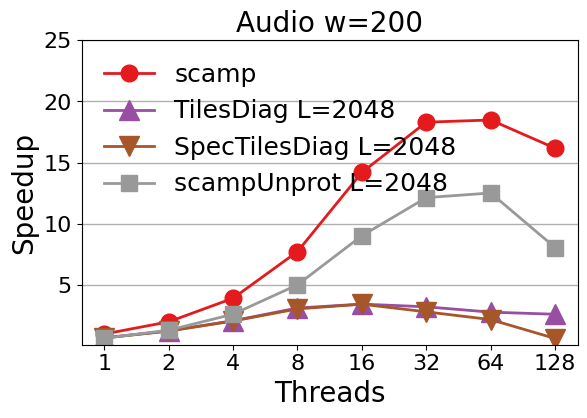 Audio w=200
25
20
15
10
5
Speedup
scamp
TilesDiag L=2048
SpecTilesDiag L=2048
scampUnprot L=2048
1 2 4 8 16 32 64 128
Threads